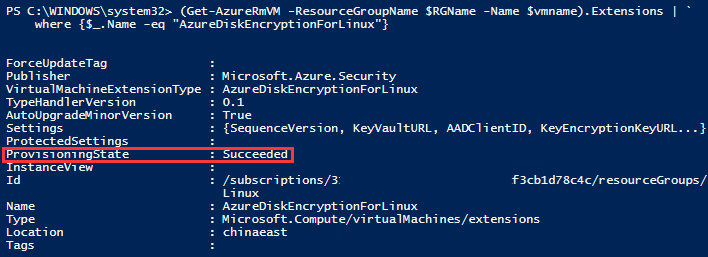 PS C:\WINDOWS\system32> (Get-AzureRmVM -ResourceGroupName $RGName -Name $vmname).Extensions | `
where {$_.Name -eq "AzureDiskEncryptionForLinux"}
ForceUpdateTag :
Publisher : Microsoft.Azure.Security
VirtualMachineExtensionType : AzureDiskEncryptionForLinux
TypeHandlerVersion : 0.1
AutoUpgradeMinorVersion : True
Settings : {SequenceVersion, KeyVaultURL, AADClientID, KeyEncryptionKeyURL...}
ProtectedSettings :
ProvisioningState : Succeeded
InstanceView :
Id : /subscriptions/3 f3cb1d78c4c/resourceGroups/
Linux
Name : AzureDiskEncryptionForLinux
Type : Microsoft.Compute/virtualMachines/extensions
Location : chinaeast
Tags :